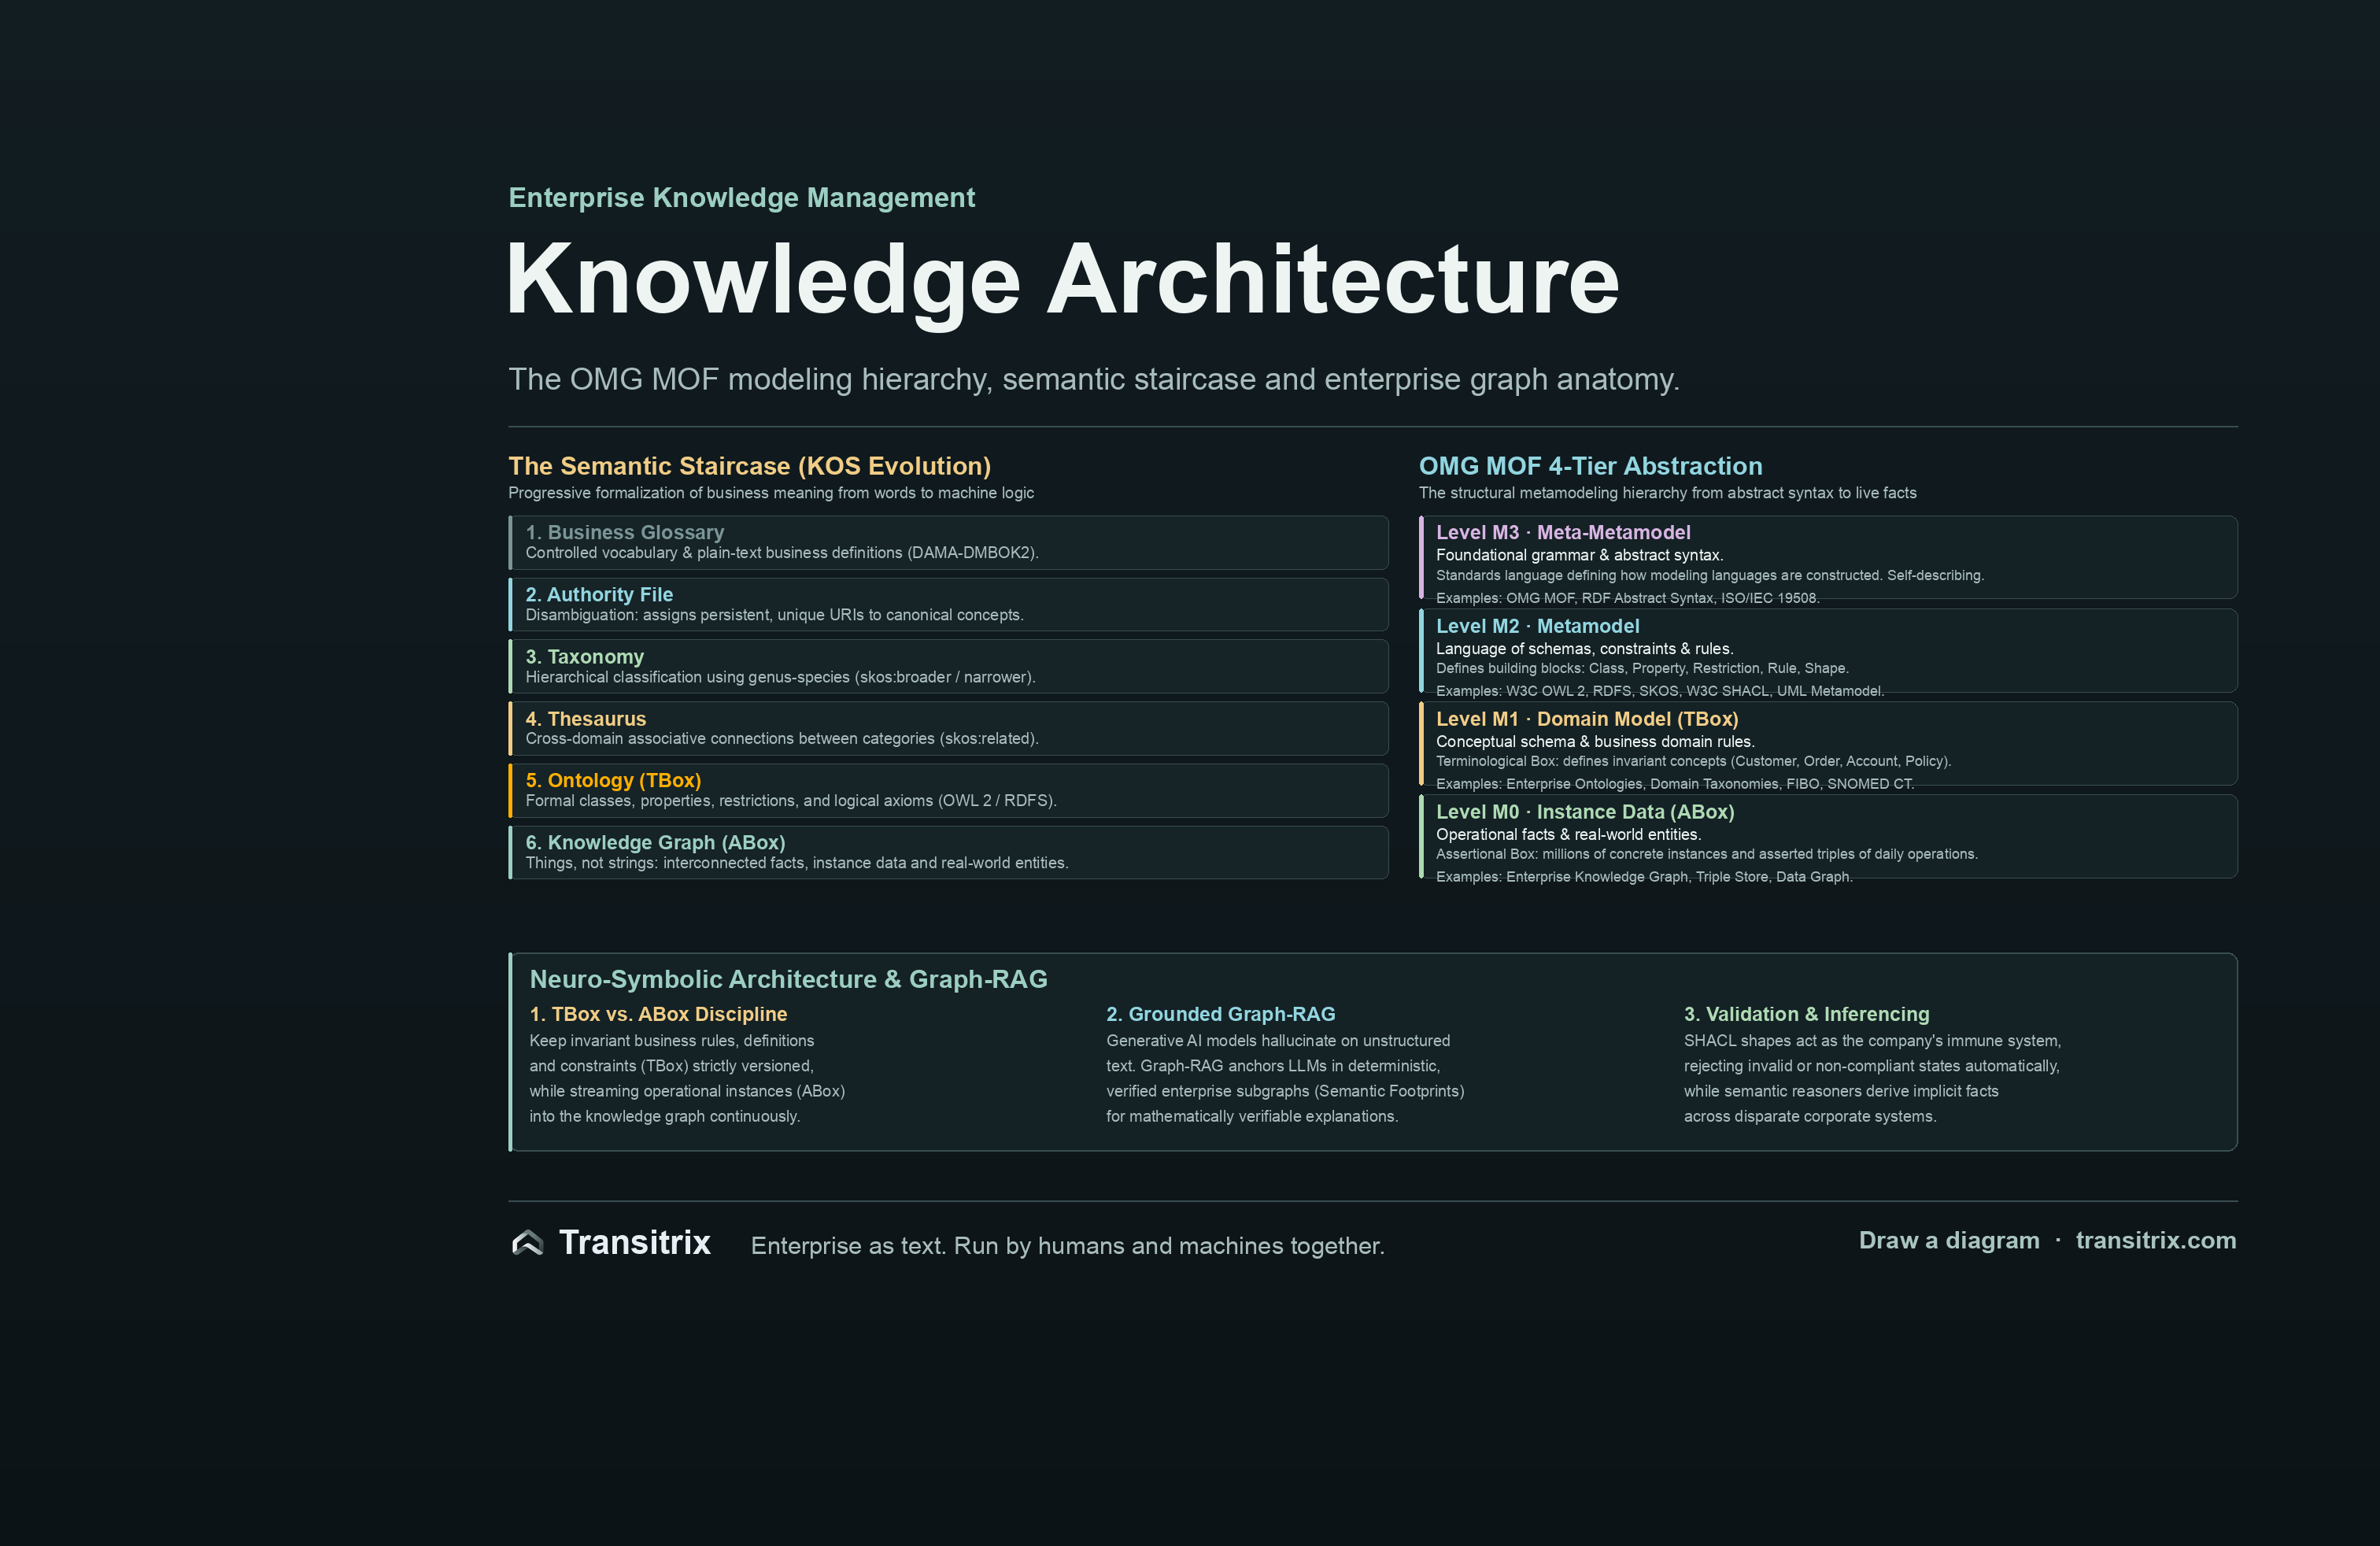 Enterprise Knowledge Management
Knowledge Architecture
The OMG MOF modeling hierarchy, semantic staircase and enterprise graph anatomy.
The Semantic Staircase (KOS Evolution)
Progressive formalization of business meaning from words to machine logic
1. Business Glossary
Controlled vocabulary & plain-text business definitions (DAMA-DMBOK2).
2. Authority File
Disambiguation: assigns persistent, unique URIs to canonical concepts.
3. Taxonomy
Hierarchical classification using genus-species (skos:broader / narrower).
4. Thesaurus
Cross-domain associative connections between categories (skos:related).
5. Ontology (TBox)
Formal classes, properties, restrictions, and logical axioms (OWL 2 / RDFS).
6. Knowledge Graph (ABox)
Things, not strings: interconnected facts, instance data and real-world entities.
OMG MOF 4-Tier Abstraction
The structural metamodeling hierarchy from abstract syntax to live facts
Level M3 · Meta-Metamodel
Foundational grammar & abstract syntax.
Standards language defining how modeling languages are constructed. Self-describing.
Examples: OMG MOF, RDF Abstract Syntax, ISO/IEC 19508.
Level M2 · Metamodel
Language of schemas, constraints & rules.
Defines building blocks: Class, Property, Restriction, Rule, Shape.
Examples: W3C OWL 2, RDFS, SKOS, W3C SHACL, UML Metamodel.
Level M1 · Domain Model (TBox)
Conceptual schema & business domain rules.
Terminological Box: defines invariant concepts (Customer, Order, Account, Policy).
Examples: Enterprise Ontologies, Domain Taxonomies, FIBO, SNOMED CT.
Level M0 · Instance Data (ABox)
Operational facts & real-world entities.
Assertional Box: millions of concrete instances and asserted triples of daily operations.
Examples: Enterprise Knowledge Graph, Triple Store, Data Graph.
Neuro-Symbolic Architecture & Graph-RAG
1. TBox vs. ABox Discipline
Keep invariant business rules, definitions
and constraints (TBox) strictly versioned,
while streaming operational instances (ABox)
into the knowledge graph continuously.
2. Grounded Graph-RAG
Generative AI models hallucinate on unstructured
text. Graph-RAG anchors LLMs in deterministic,
verified enterprise subgraphs (Semantic Footprints)
for mathematically verifiable explanations.
3. Validation & Inferencing
SHACL shapes act as the company's immune system,
rejecting invalid or non-compliant states automatically,
while semantic reasoners derive implicit facts
across disparate corporate systems.
Transitrix
Enterprise as text. Run by humans and machines together.
Draw a diagram · transitrix.com